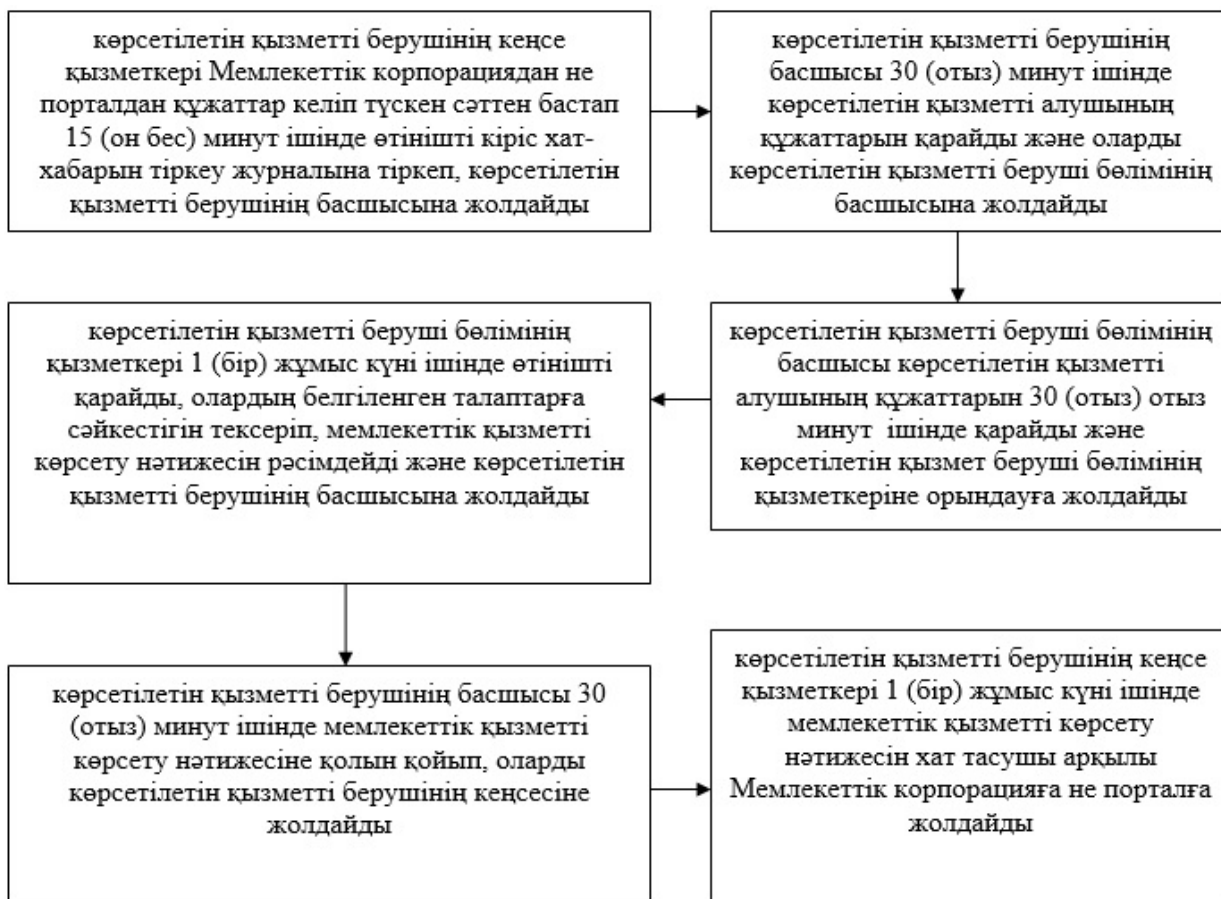 көрсетілетін қызметті берушінің кеңсе
қызметкері Мемлекеттік корпорациядан не
порталдан құжаттар келіп түскен сәттен бастап
15 (он бес) минут ішінде өтінішті кіріс хат-
хабарын тіркеу журналына тіркеп, көрсетілетін
қызметті берушінің басшысына жолдайды
көрсетілетін қызметті берушінің
басшысы 30 (отыз) минут ішінде
көрсетілетін қызметті алушының
құжаттарын қарайды және оларды
көрсетілетін қызметті беруші бөлімінің
басшысына жолдайды
көрсетілетін қызметті беруші бөлімінің
басшысы көрсетілетін қызметті
алушының құжаттарын 30 (отыз) отыз
минут ішінде қарайды және
көрсетілетін қызмет беруші бөлімінің
қызметкеріне орындауға жолдайды
көрсетілетін қызметті беруші бөлімінің
қызметкері 1 (бір) жұмыс күні ішінде өтінішті
қарайды, олардың белгіленген талаптарға
сәйкестігін тексеріп, мемлекеттік қызметті
көрсету нәтижесін рәсімдейді және көрсетілетін
қызметті берушінің басшысына жолдайды
көрсетілетін қызметті берушінің басшысы 30
(отыз) минут ішінде мемлекеттік қызметті
көрсету нәтижесіне қолын қойып, оларды
көрсетілетін қызметті берушінің кеңсесіне
жолдайды
көрсетілетін қызметті берушінің кеңсе
қызметкері 1 (бір) жұмыс күні ішінде
мемлекеттік қызметті көрсету
нәтижесін хат тасушы арқылы
Мемлекеттік корпорацияға не порталға
жолдайды